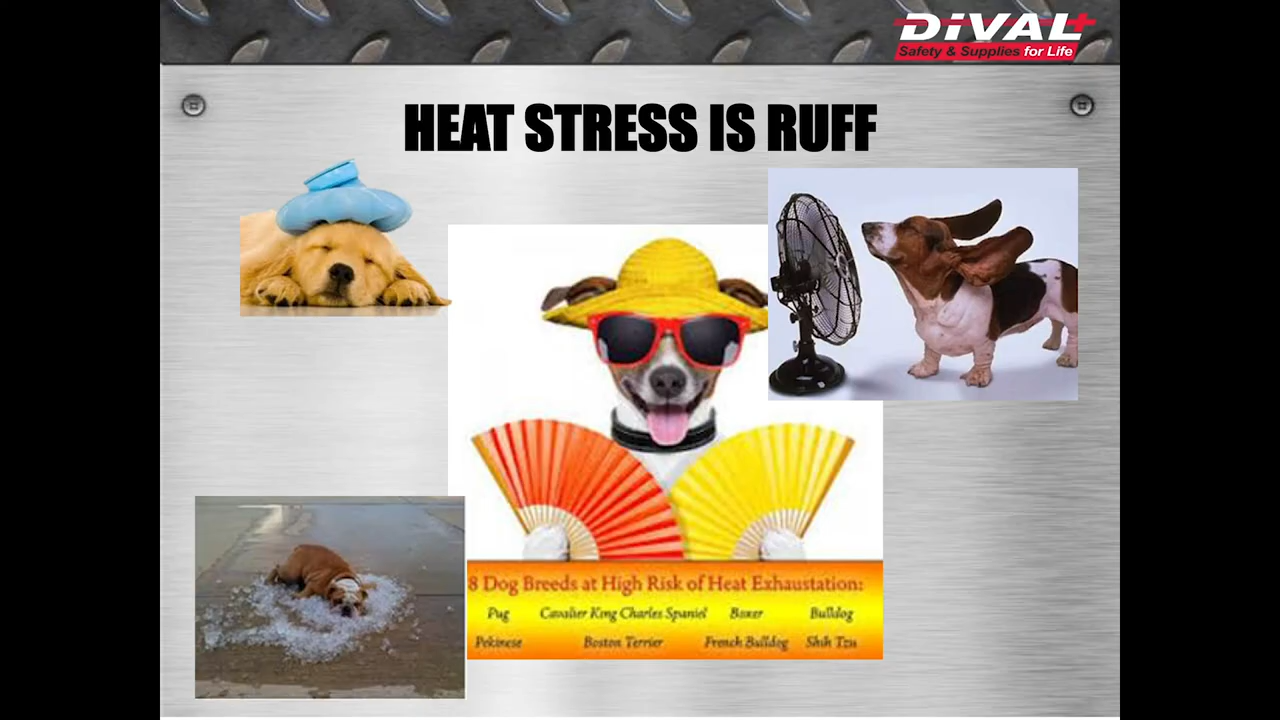 DiVAL
Safety & Supplies for Life
HEAT STRESS IS RUFF
8 Dog Breeds at High Risk of Heat Exhaustation:
Pug Cavalier King Charles Spaniel Boxer Bulldog
Pekinese Boston Terrier French Bulldog Shih Tzu